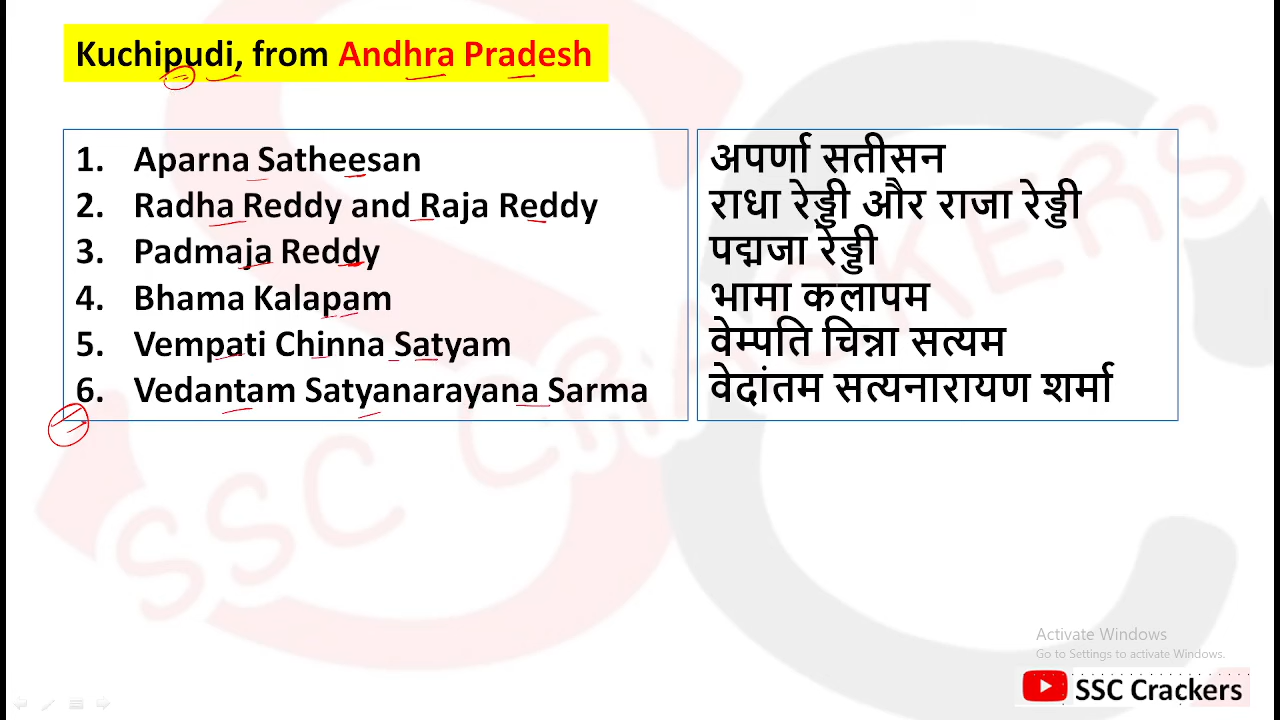 Kuchipudi, from Andhra Pradesh
1. Aparna Satheesan
2. Radha Reddy and Raja Reddy
3. Padmaja Reddy
4. Bhama Kalapam
5. Vempati Chinna Satyam
6. Vedantam Satyanarayana Sarma
अपर्णा सतीसन
राधा रेड्डी और राजा रेड्डी
पद्मजा रेड्डी
भामा कलापम
वेम्पति चिन्ना सत्यम
वेदांतम सत्यनारायण शर्मा
SSC CRACKERS
Activate Windows
Go to Settings to activate Windows.
SSC Crackers